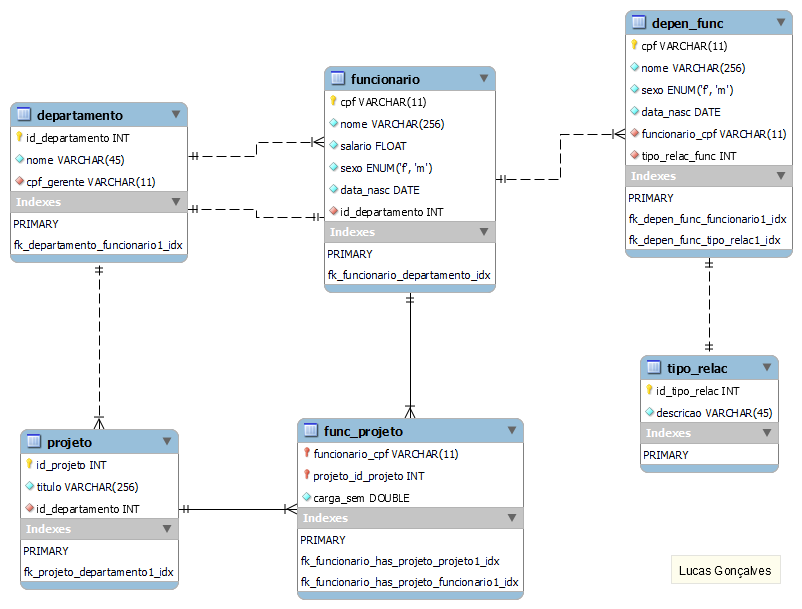 departamento
id_departamento INT
nome VARCHAR(45)
cpf_gerente VARCHAR(11)
Indexes
PRIMARY
fk_departamento_funcionario1_idx
funcionario
cpf VARCHAR(11)
nome VARCHAR(256)
salario FLOAT
sexo ENUM('f', 'm')
data_nasc DATE
id_departamento INT
Indexes
PRIMARY
fk_funcionario_departamento_idx
depen_func
cpf VARCHAR(11)
nome VARCHAR(256)
sexo ENUM('f', 'm')
data_nasc DATE
funcionario_cpf VARCHAR(11)
tipo_relac_func INT
Indexes
PRIMARY
fk_depen_func_funcionario1_idx
fk_depen_func_tipo_relac1_idx
projeto
id_projeto INT
titulo VARCHAR(256)
id_departamento INT
Indexes
PRIMARY
fk_projeto_departamento1_idx
func_projeto
funcionario_cpf VARCHAR(11)
projeto_id_projeto INT
carga_sem DOUBLE
Indexes
PRIMARY
fk_funcionario_has_projeto_projeto1_idx
fk_funcionario_has_projeto_funcionario1_idx
tipo_relac
id_tipo_relac INT
descricao VARCHAR(45)
Indexes
PRIMARY
Lucas Gonçalves